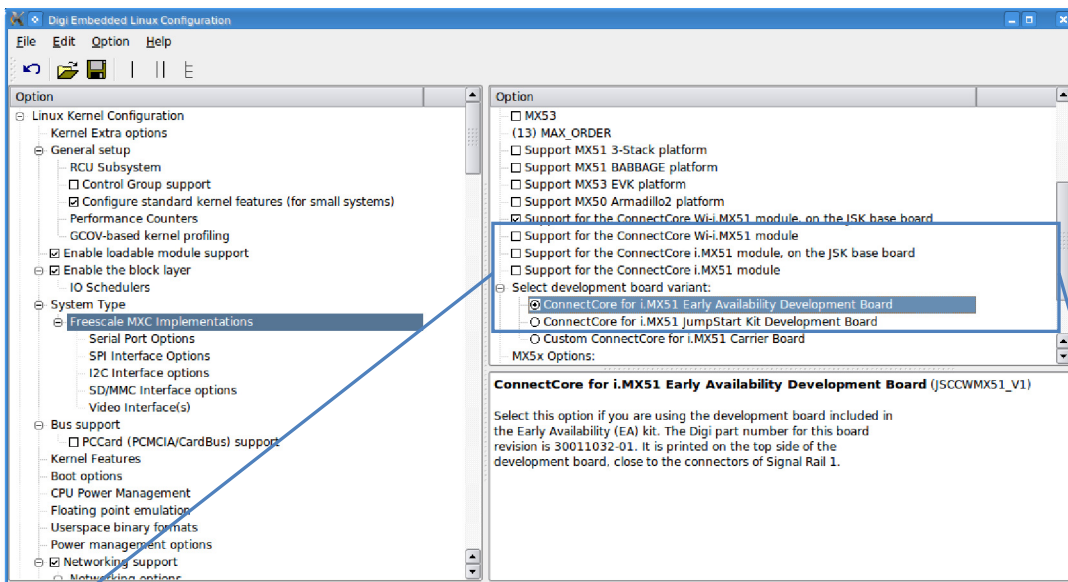 Digi Embedded Linux Configuration
File Edit Option Help
Option
Linux Kernel Configuration
Kernel Extra options
General setup
RCU Subsystem
Control Group support
Configure standard kernel features (for small systems)
Performance Counters
GCOV-based kernel profiling
Enable loadable module support
Enable the block layer
IO Schedulers
System Type
Freescale MXC Implementations
Serial Port Options
SPI Interface Options
I2C Interface options
SD/MMC Interface options
Video Interface(s)
Bus support
PCCard (PCMCIA/CardBus) support
Kernel Features
Boot options
CPU Power Management
Floating point emulation
Userspace binary formats
Power management options
Networking support
Networking options
Option
MX53
(13) MAX_ORDER
Support MX51 3-Stack platform
Support MX51 BABBAGE platform
Support MX53 EVK platform
Support MX50 Armadillo2 platform
Support for the ConnectCore Wi-i.MX51 module, on the JSK base board
Support for the ConnectCore Wi-i.MX51 module
Support for the ConnectCore i.MX51 module, on the JSK base board
Support for the ConnectCore i.MX51 module
Select development board variant:
ConnectCore for i.MX51 Early Availability Development Board
ConnectCore for i.MX51 JumpStart Kit Development Board
Custom ConnectCore for i.MX51 Carrier Board
MX5x Options:
ConnectCore for i.MX51 Early Availability Development Board (JSCCWMX51_V1)
Select this option if you are using the development board included in
the Early Availability (EA) kit. The Digi part number for this board
revision is 30011032-01. It is printed on the top side of the
development board, close to the connectors of Signal Rail 1.